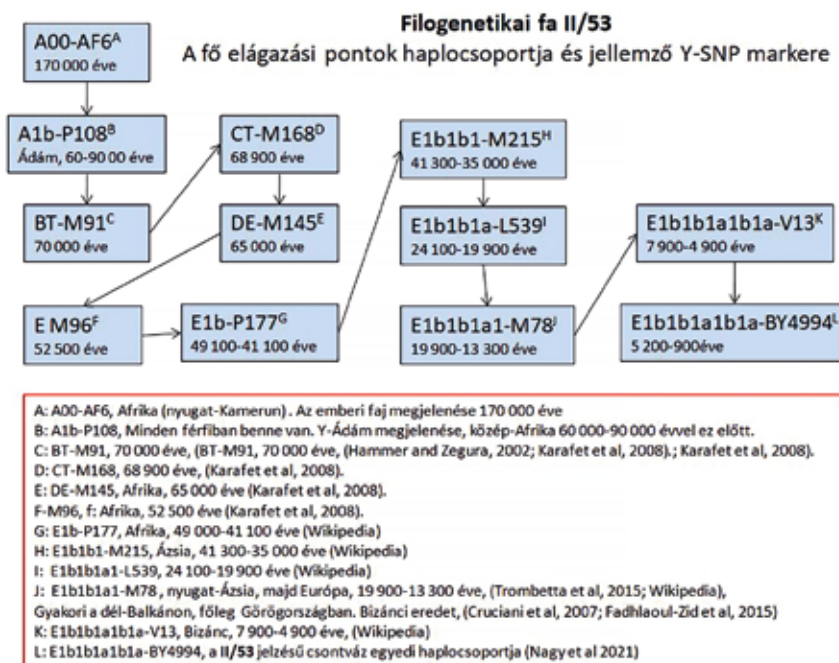 Filogenetikai fa II/53
A fő elágazási pontok haplocsoportja és jellemző Y-SNP markere
A00-AF6ᴬ
170 000 éve
A1b-P108ᴮ
Ádám, 60-90 00 éve
BT-M91ᶜ
70 000 éve
CT-M168ᴰ
68 900 éve
DE-M145ᴱ
65 000 éve
E M96ᶠ
52 500 éve
E1b-P177ᴳ
49 100-41 100 éve
E1b1b1-M215ᴴ
41 300-35 000 éve
E1b1b1a-L539ᴵ
24 100-19 900 éve
E1b1b1a1-M78ᴶ
19 900-13 300 éve
E1b1b1a1b1a-V13ᴷ
7 900-4 900 éve
E1b1b1a1b1a-BY4994ᴸ
5 200-900éve
A: A00-AF6, Afrika (nyugat-Kamerun). Az emberi faj megjelenése 170 000 éve
B: A1b-P108, Minden férfiban benne van. Y-Ádám megjelenése, közép-Afrika 60 000-90 000 évvel ez előtt.
C: BT-M91, 70 000 éve, (BT-M91, 70 000 éve, (Hammer and Zegura, 2002; Karafet et al, 2008).; Karafet et al, 2008).
D: CT-M168, 68 900 éve, (Karafet et al, 2008).
E: DE-M145, Afrika, 65 000 éve (Karafet et al, 2008).
F-M96, f: Afrika, 52 500 éve (Karafet et al, 2008).
G: E1b-P177, Afrika, 49 000-41 100 éve (Wikipedia)
H: E1b1b1-M215, Ázsia, 41 300-35 000 éve (Wikipedia)
I: E1b1b1a1-L539, 24 100-19 900 éve (Wikipedia)
J: E1b1b1a1-M78, nyugat-Ázsia, majd Európa, 19 900-13 300 éve, (Trombetta et al, 2015; Wikipedia),
Gyakori a dél-Balkánon, főleg Görögországban. Bizánci eredet, (Cruciani et al, 2007; Fadhlaoul-Zid et al, 2015)
K: E1b1b1a1b1a-V13, Bizánc, 7 900-4 900 éve, (Wikipedia)
L: E1b1b1a1b1a-BY4994, a II/53 jelzésű csontváz egyedi haplocsoportja (Nagy et al 2021)